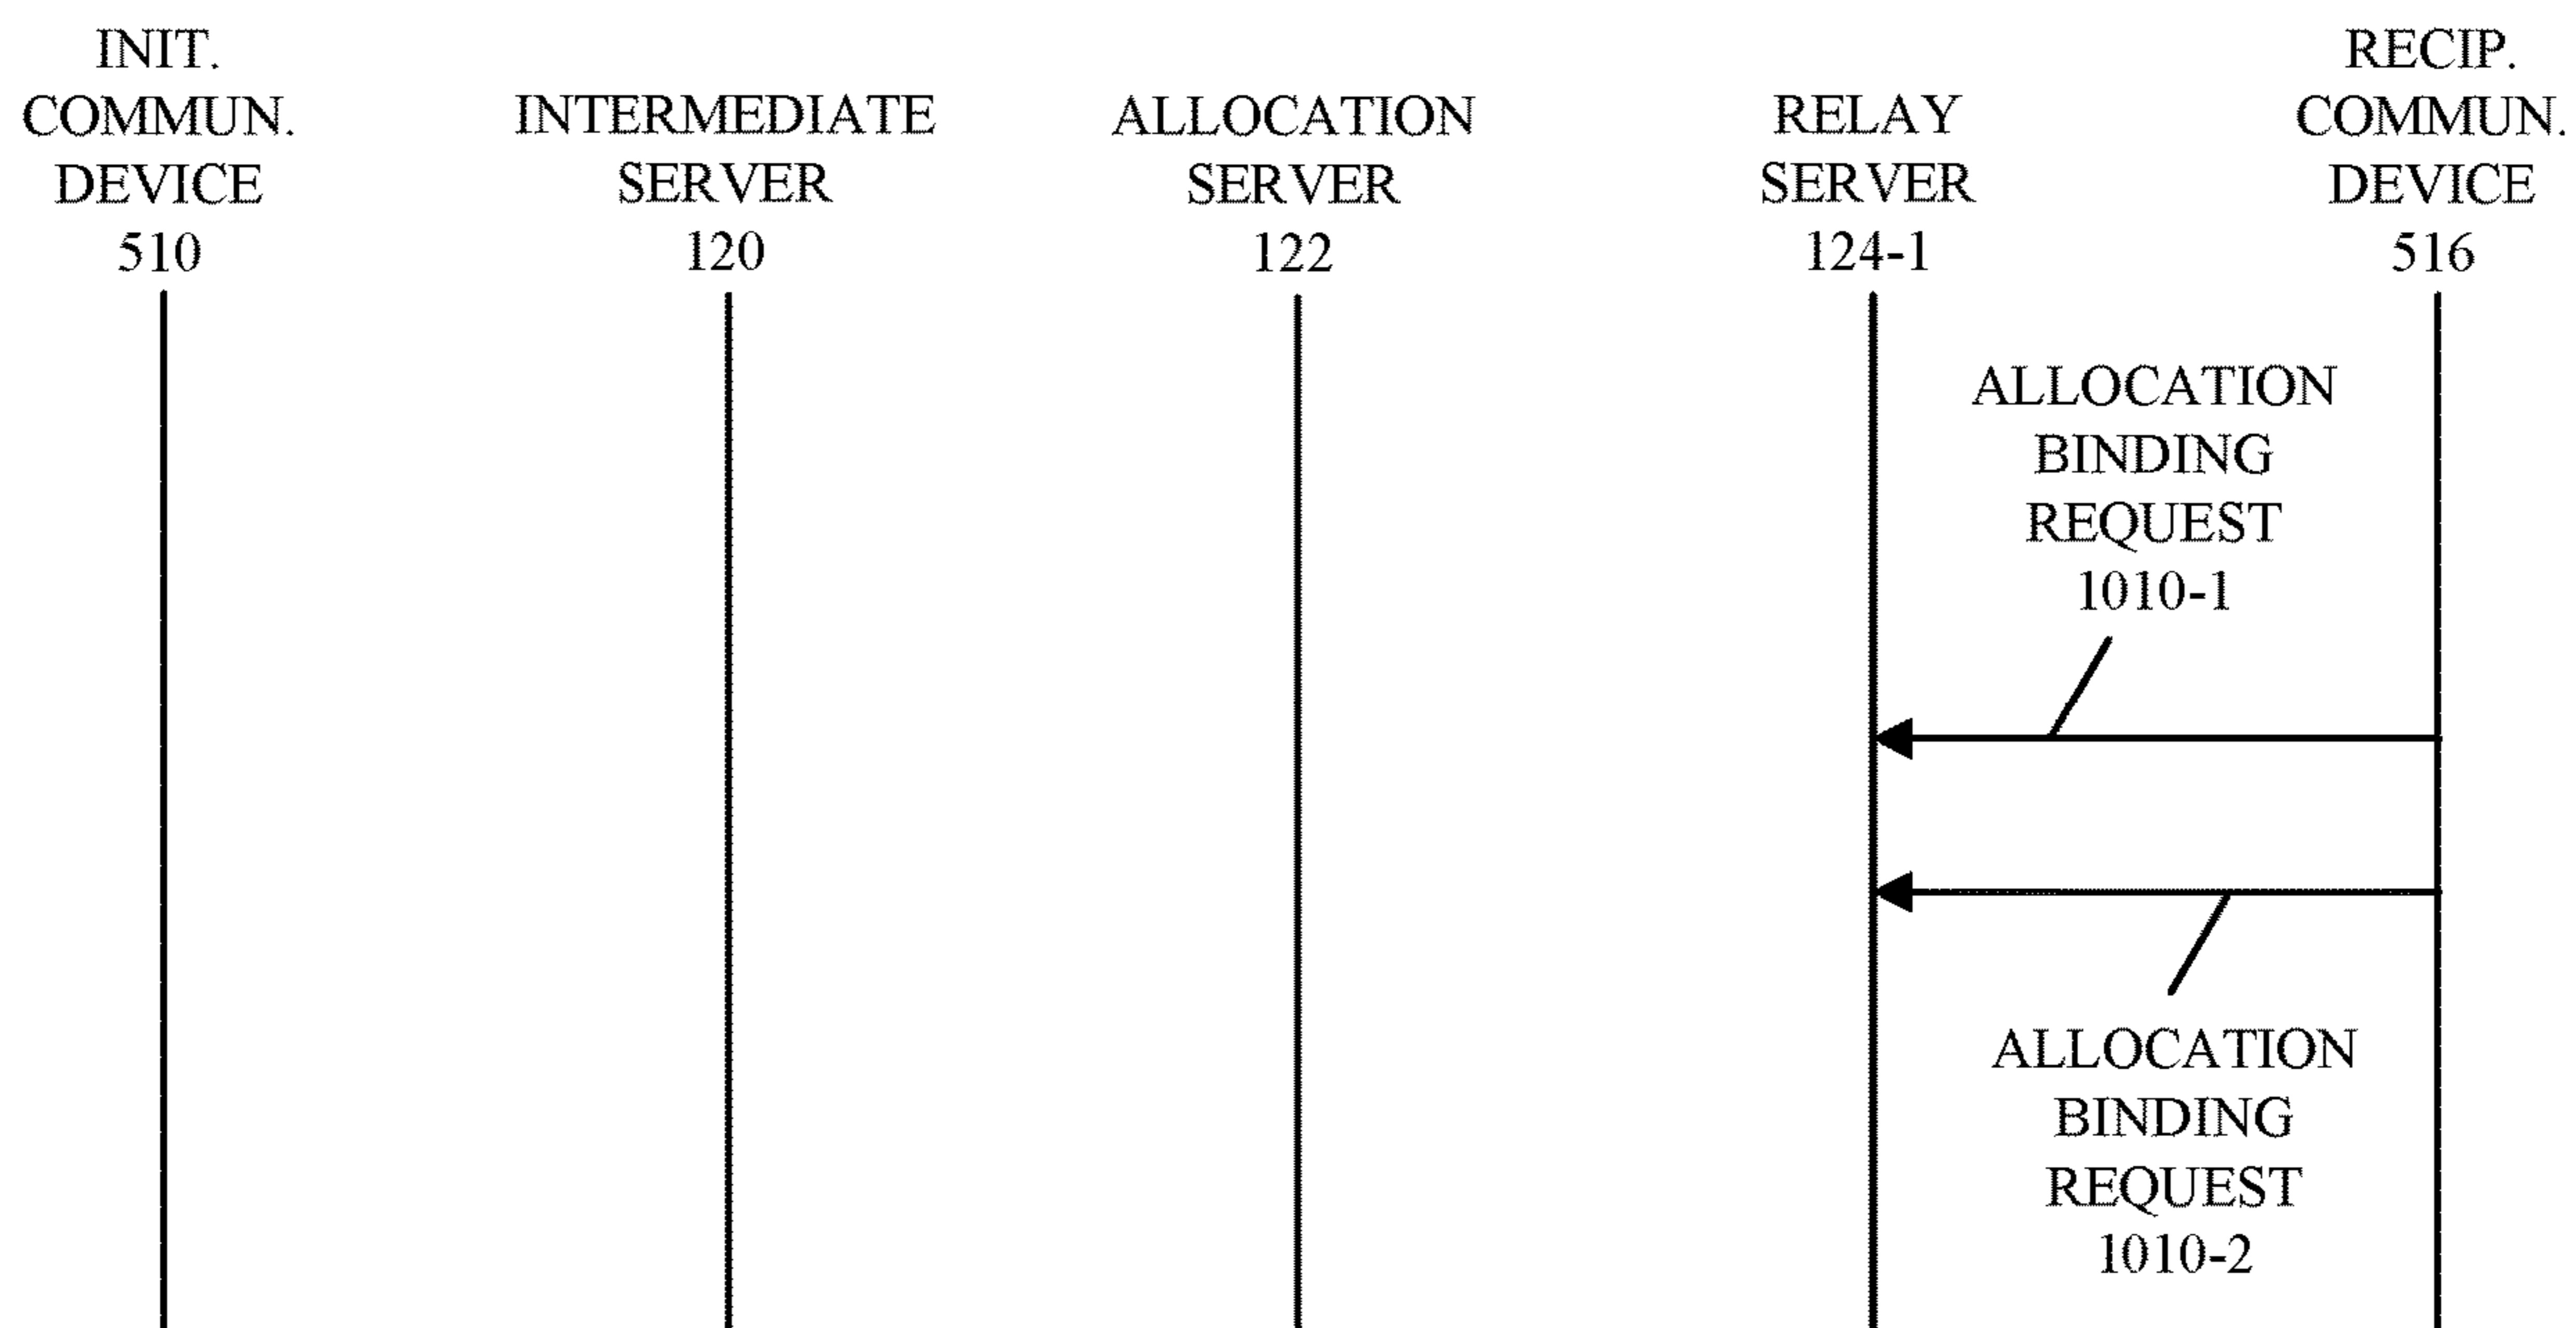 INIT.
COMMUN.
DEVICE
510
INTERMEDIATE
SERVER
120
ALLOCATION
SERVER
122
RELAY
SERVER
124-1
RECIP.
COMMUN.
DEVICE
516
ALLOCATION
BINDING
REQUEST
1010-1
ALLOCATION
BINDING
REQUEST
1010-2